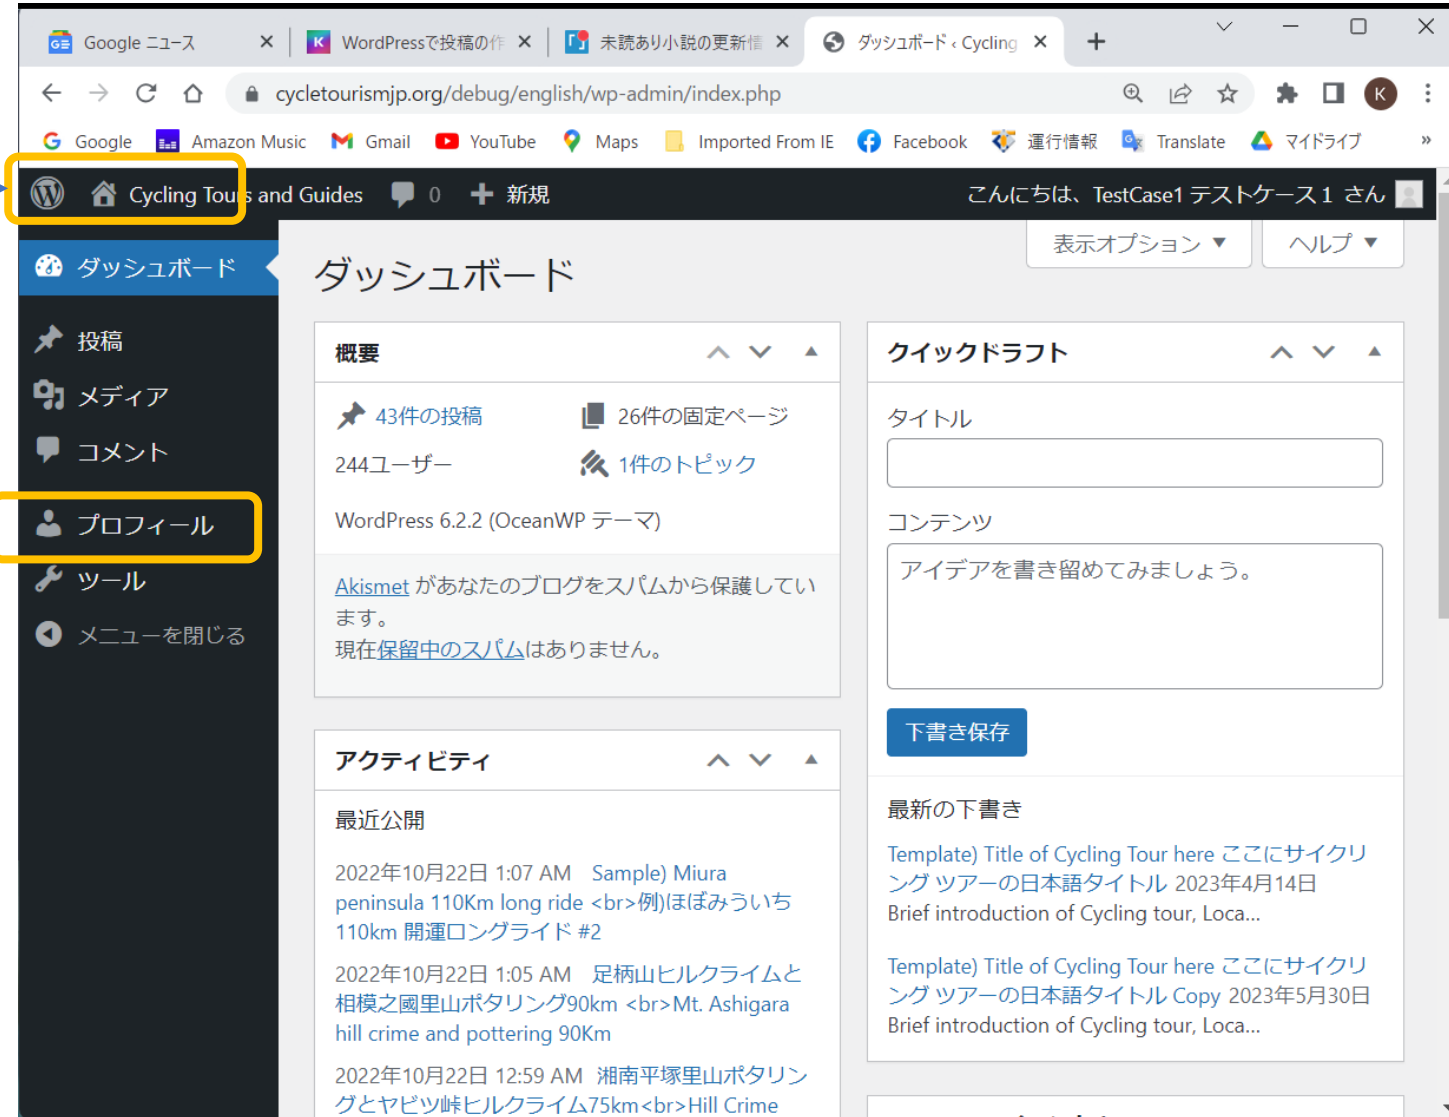 Google ニュース
WordPressで投稿の作
未読あり小説の更新情
ダッシュボード ‹ Cycling
cycletourismjp.org/debug/english/wp-admin/index.php
K
Google
Amazon Music
Gmail
YouTube
Maps
Imported From IE
Facebook
運行情報
Translate
マイドライブ
»
Cycling Tours and Guides
0
新規
こんにちは、TestCase1 テストケース１ さん
ダッシュボード
投稿
メディア
コメント
プロフィール
ツール
メニューを閉じる
表示オプション ▼
ヘルプ ▼
ダッシュボード
概要
43件の投稿
26件の固定ページ
244ユーザー
1件のトピック
WordPress 6.2.2 (OceanWP テーマ)
Akismet があなたのブログをスパムから保護してい
ます。
現在保留中のスパムはありません。
アクティビティ
最近公開
2022年10月22日 1:07 AM Sample) Miura
peninsula 110Km long ride <br>例)ほぼみういち
110km 開運ロングライド #2
2022年10月22日 1:05 AM 足柄山ヒルクライムと
相模之國里山ポタリング90km <br>Mt. Ashigara
hill crime and pottering 90Km
2022年10月22日 12:59 AM 湘南平塚里山ポタリン
グとヤビツ峠ヒルクライム75km<br>Hill Crime
クイックドラフト
タイトル
コンテンツ
アイデアを書き留めてみましょう。
下書き保存
最新の下書き
Template) Title of Cycling Tour here ここにサイクリ
ング ツアーの日本語タイトル 2023年4月14日
Brief introduction of Cycling tour, Loca...
Template) Title of Cycling Tour here ここにサイクリ
ング ツアーの日本語タイトル Copy 2023年5月30日
Brief introduction of Cycling tour, Loca...